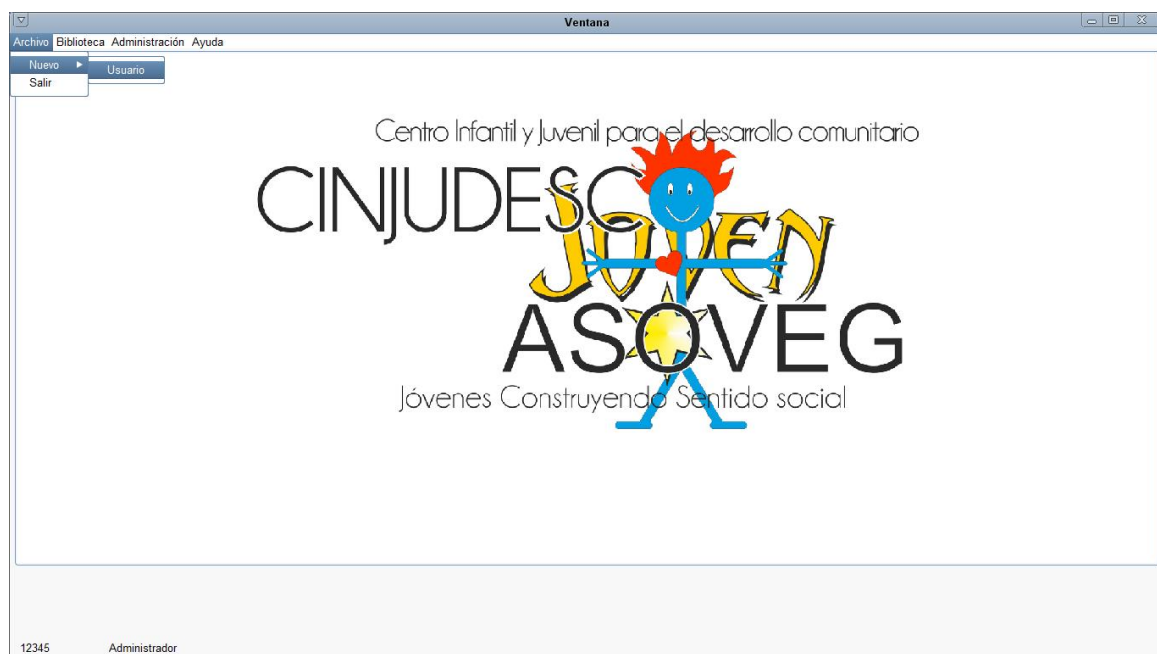 Ventana
Archivo Biblioteca Administración Ayuda
Nuevo
Usuario
Salir
Centro Infantil y Juvenil para el desarrollo comunitario
CINJUDESC
JOVEN
ASOVEG
Jóvenes Construyendo Sentido social
12345 Administrador